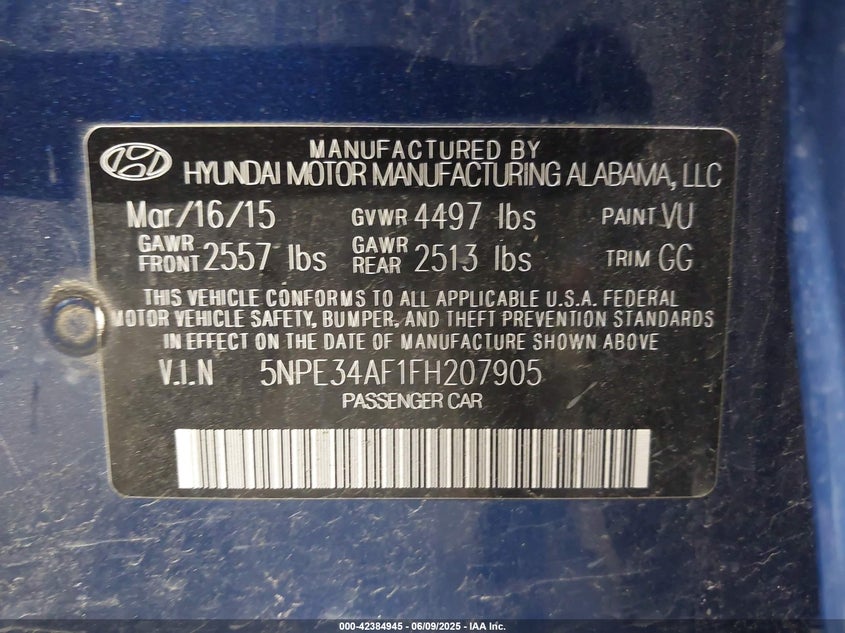 MANUFACTURED BY
HYUNDAI MOTOR MANUFACTURING ALABAMA, LLC
Mar/16/15 GVWR 4497 lbs PAINT VU
GAWR FRONT 2557 lbs GAWR REAR 2513 lbs TRIM GG
THIS VEHICLE CONFORMS TO ALL APPLICABLE U.S.A. FEDERAL
MOTOR VEHICLE SAFETY, BUMPER, AND THEFT PREVENTION STANDARDS
IN EFFECT ON THE DATE OF MANUFACTURE SHOWN ABOVE
V.I.N 5NPE34AF1FH207905
PASSENGER CAR
000-42384945 - 06/09/2025 - IAA Inc.